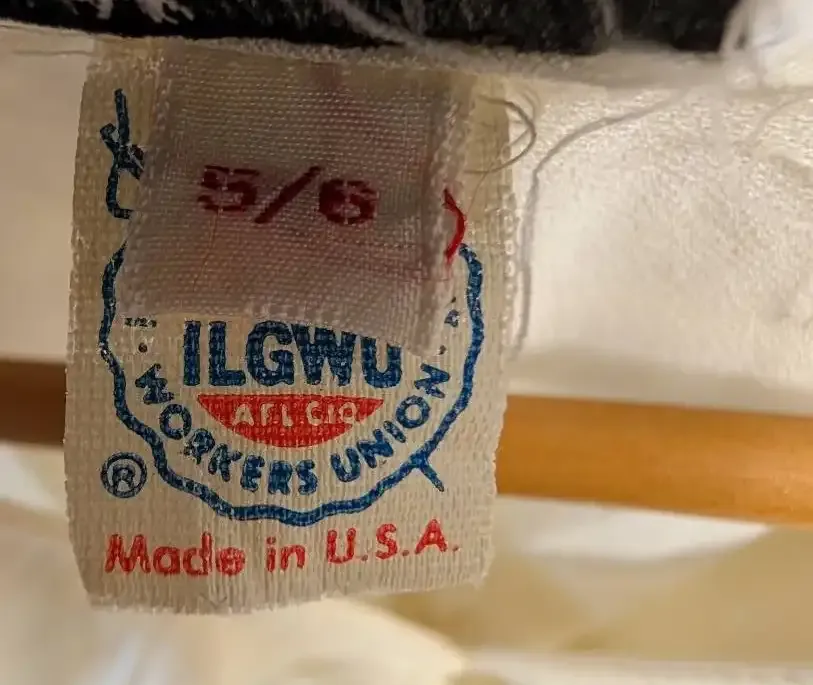 5/6
ILGWU
AFL CIO
WORKERS UNION
®
Made in U.S.A.